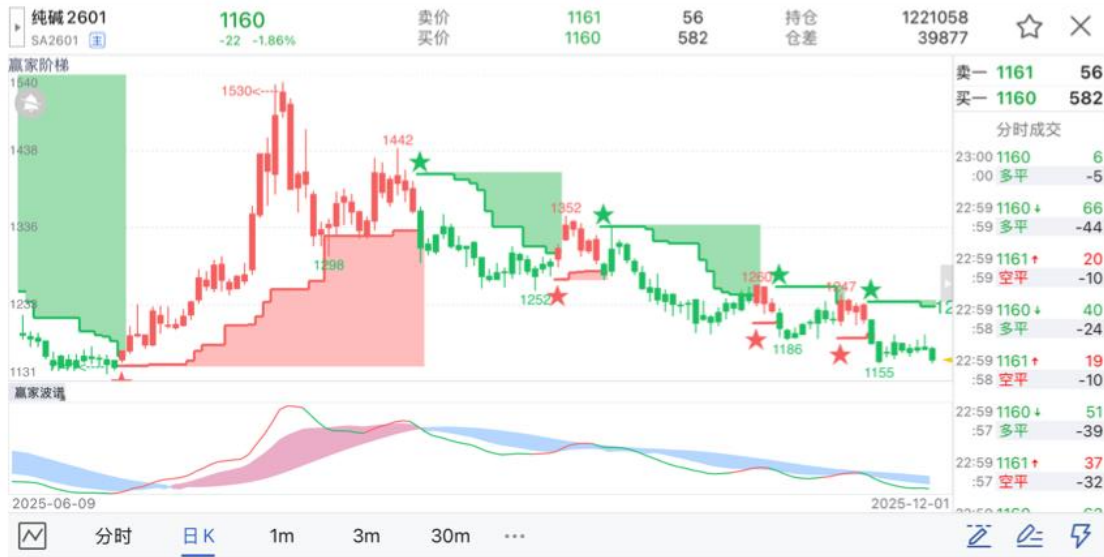 纯碱2601 1160 卖价 1161 56 持仓 1221058
SA2601 主 -22 -1.86% 买价 1160 582 仓差 39877
赢家阶梯
1540
1530
1442
1438
1352
1336
1298
1260
1252
1247
1233
1186
1155
1131
赢家波谱
2025-06-09 2025-12-01
卖一 1161 56
买一 1160 582
分时成交
23:00 1160 6
:00 多平 -5
22:59 1160↓ 66
:59 多平 -44
22:59 1161↑ 20
:59 空平 -10
22:59 1160↓ 40
:58 多平 -24
22:59 1161↑ 19
:58 空平 -10
22:59 1160↓ 51
:57 多平 -39
22:59 1161↑ 37
:57 空平 -32
分时 日K 1m 3m 30m ...